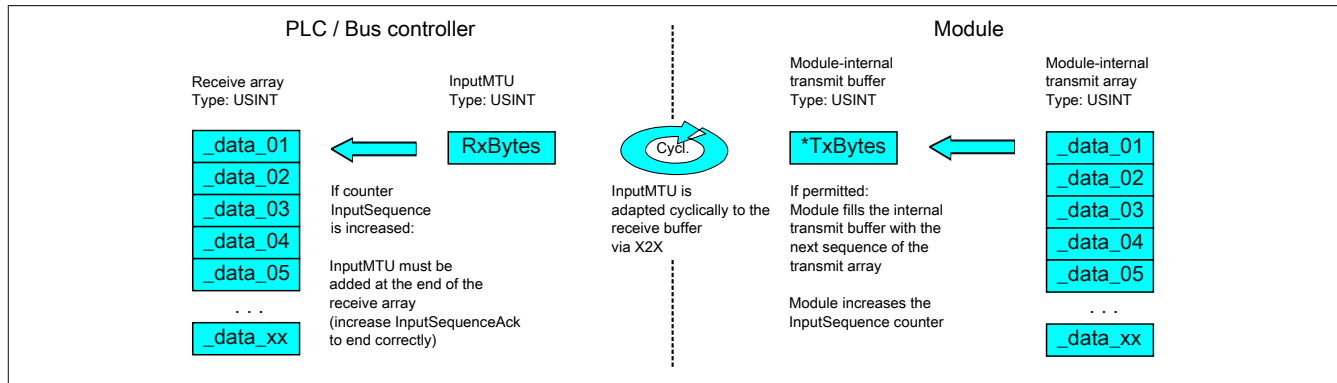 PLC / Bus controller
Module
Receive array
Type: USINT
InputMTU
Type: USINT
Module-internal
transmit buffer
Type: USINT
Module-internal
transmit array
Type: USINT
_data_01
_data_02
_data_03
_data_04
_data_05
. . .
_data_xx
RxBytes
If counter
InputSequence
is increased:
InputMTU must be
added at the end of the
receive array
(increase InputSequenceAck
to end correctly)
Cycl.
InputMTU is
adapted cyclically to the
receive buffer
via X2X
*TxBytes
If permitted:
Module fills the internal
transmit buffer with the
next sequence of the
transmit array
Module increases the
InputSequence counter
_data_01
_data_02
_data_03
_data_04
_data_05
. . .
_data_xx